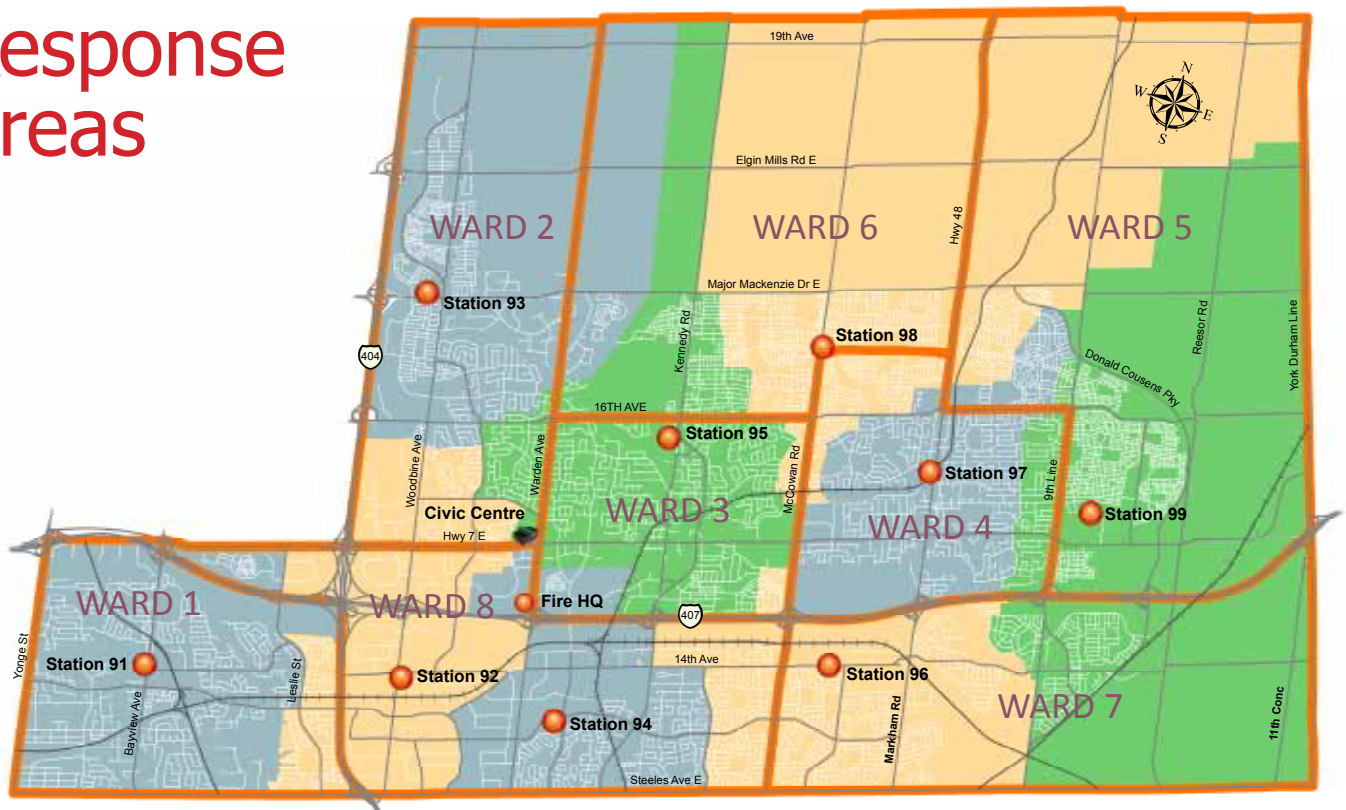 esponse
reas
19th Ave
N
W
E
S
Elgin Mills Rd E
WARD 2
WARD 6
Hwy 48
WARD 5
Major Mackenzie Dr E
Station 93
Kennedy Rd
Reesor Rd
York Durham Line
Station 98
404
Donald Cousens Pky
16TH AVE
Station 95
Woodbine Ave
Warden Ave
McCowan Rd
Station 97
9th Line
Civic Centre
WARD 3
Station 99
Hwy 7 E
WARD 4
WARD 1
WARD 8
Fire HQ
407
Yonge St
Station 91
Leslie St
14th Ave
Station 92
Station 96
Bayview Ave
Station 94
Markham Rd
WARD 7
11th Conc
Steeles Ave E